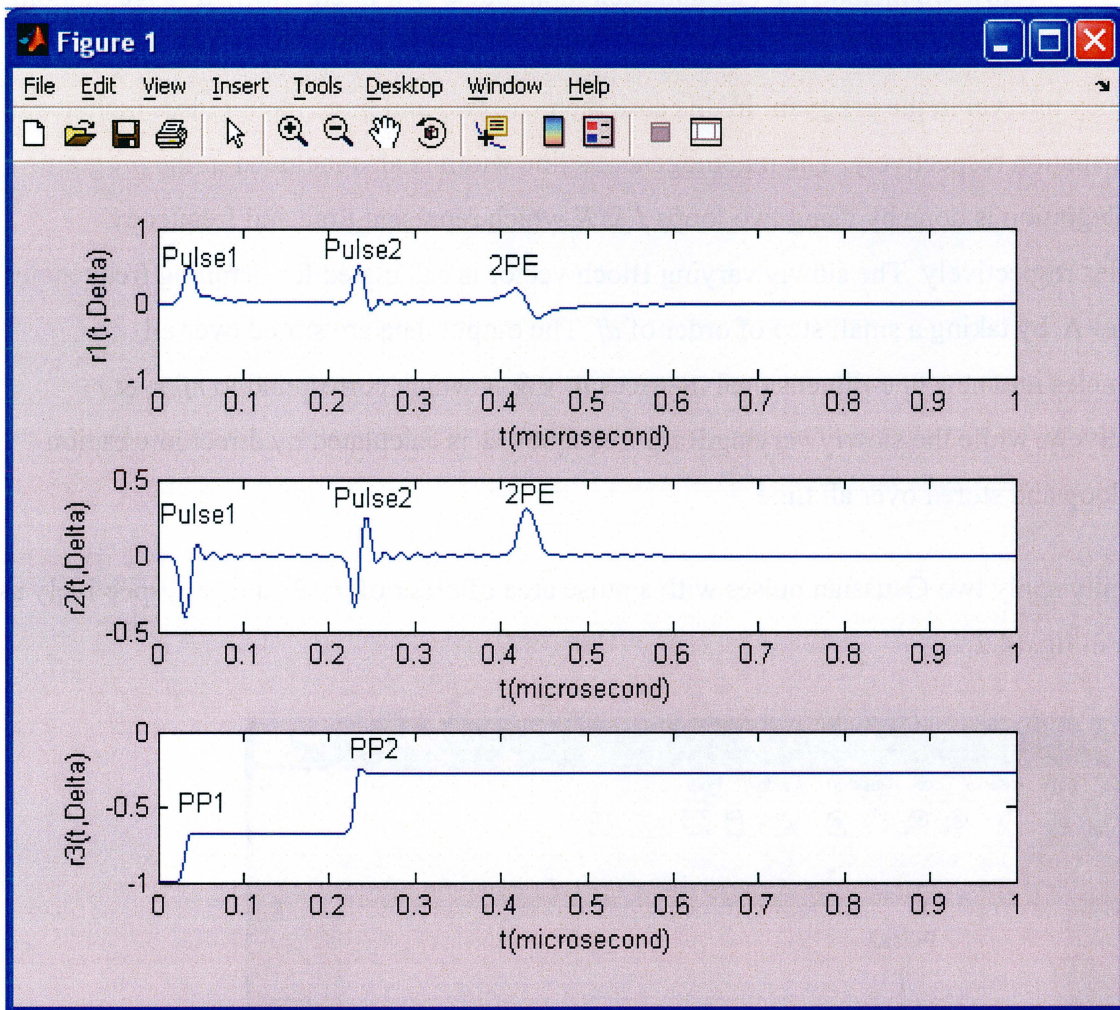 Figure 1
File Edit View Insert Tools Desktop Window Help
1
Pulse1
Pulse2
2PE
r1(t,Delta)
0
-1
0 0.1 0.2 0.3 0.4 0.5 0.6 0.7 0.8 0.9 1
t(microsecond)
0.5
Pulse1
Pulse2
2PE
r2(t,Delta)
0
-0.5
0 0.1 0.2 0.3 0.4 0.5 0.6 0.7 0.8 0.9 1
t(microsecond)
0
PP2
r3(t,Delta)
-0.5
PP1
-1
0 0.1 0.2 0.3 0.4 0.5 0.6 0.7 0.8 0.9 1
t(microsecond)